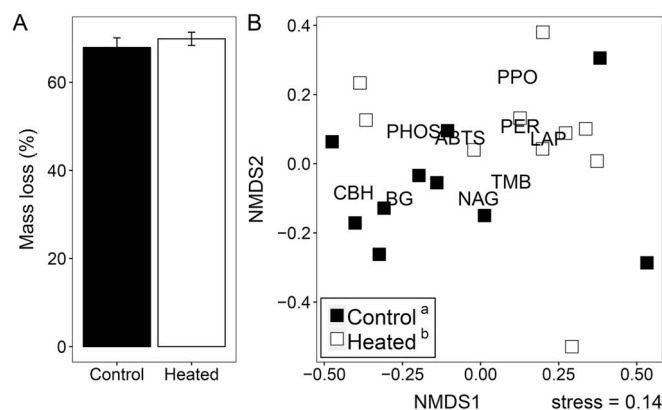 A
Mass loss (%)
60
40
20
0
Control
Heated
B
NMDS2
0.4
0.2
0.0
−0.2
−0.4
PPO
PHOS
ABTS
PER
LAP
CBH
BG
NAG
TMB
Control a
Heated b
−0.50
−0.25
0.00
0.25
0.50
NMDS1
stress = 0.14